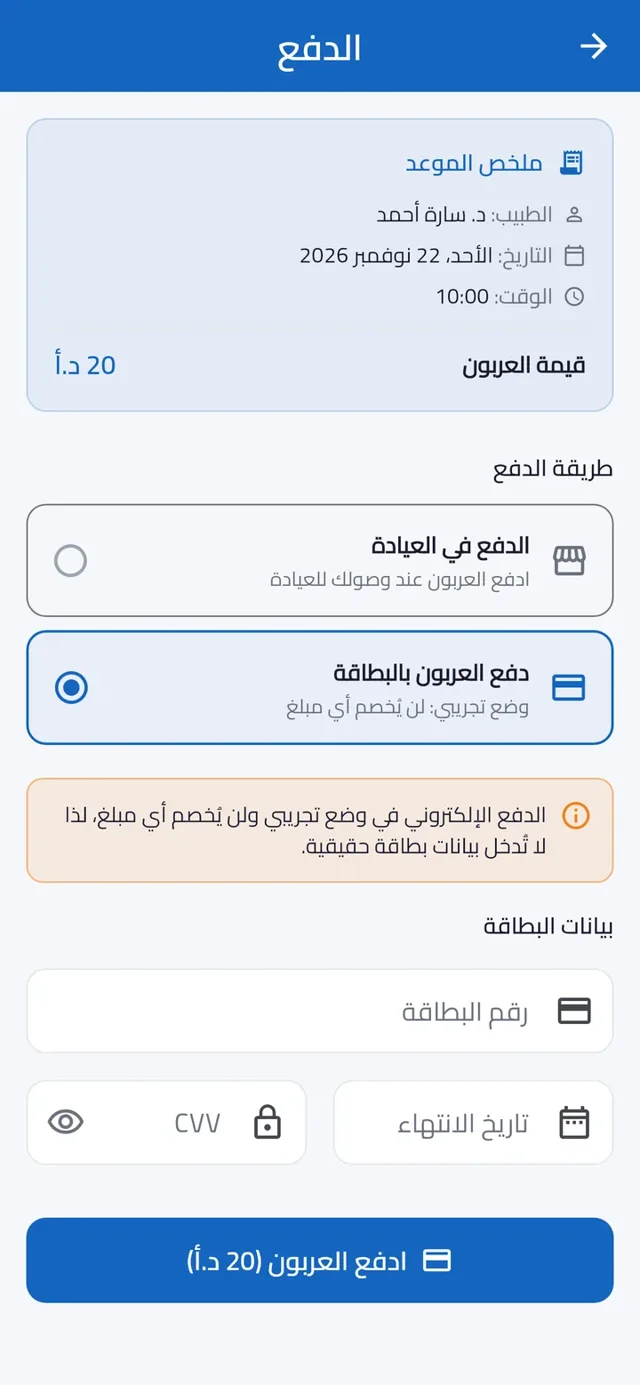 الدفع
ملخص الموعد
الطبيب: د. سارة أحمد
التاريخ: الأحد، 22 نوفمبر 2026
الوقت: 10:00
قيمة العربون
20 د.أ
طريقة الدفع
الدفع في العيادة
ادفع العربون عند وصولك للعيادة
دفع العربون بالبطاقة
وضع تجريبي: لن يُخصم أي مبلغ
الدفع الإلكتروني في وضع تجريبي ولن يُخصم أي مبلغ، لذا
لا تُدخل بيانات بطاقة حقيقية.
بيانات البطاقة
رقم البطاقة
تاريخ الانتهاء
CVV
ادفع العربون (20 د.أ)